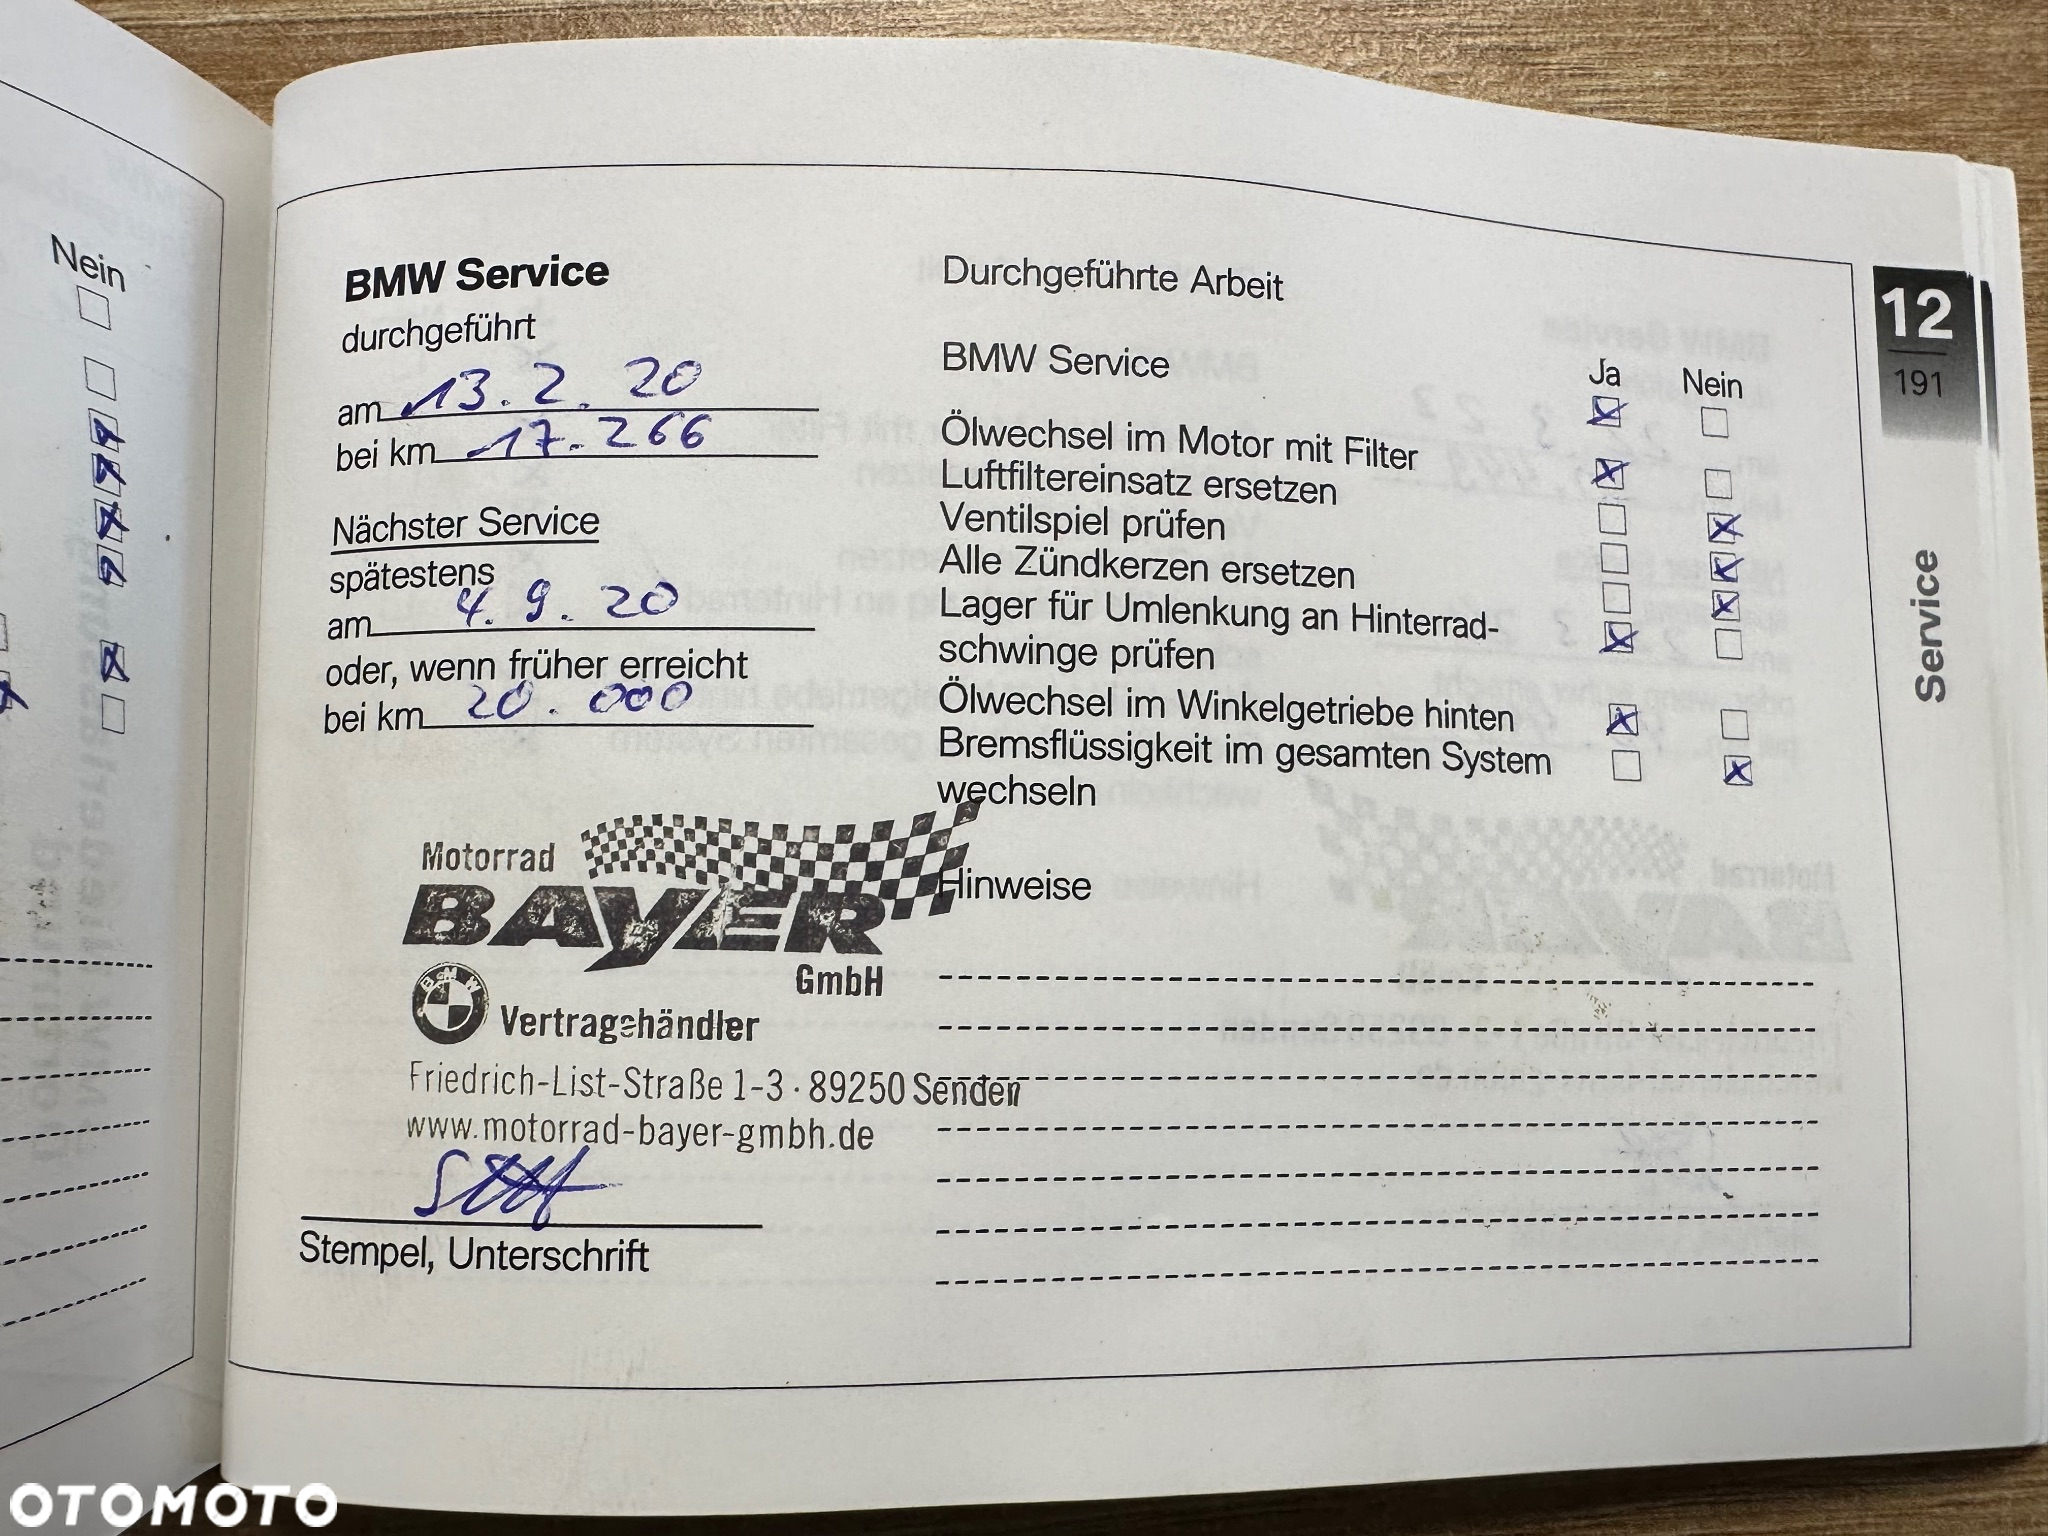 Nein
BMW Service
durchgeführt
am 13. 2. 20
bei km 17. 266
Nächster Service
spätestens
am 4. 9. 20
oder, wenn früher erreicht
bei km 20. 000
Motorrad
BAYER
GmbH
BMW
Vertragshändler
Friedrich-List-Straße 1-3 · 89250 Senden
www.motorrad-bayer-gmbh.de
Stempel, Unterschrift
Durchgeführte Arbeit
BMW Service
Ja Nein
Ölwechsel im Motor mit Filter
Luftfiltereinsatz ersetzen
Ventilspiel prüfen
Alle Zündkerzen ersetzen
Lager für Umlenkung an Hinterrad-
schwinge prüfen
Ölwechsel im Winkelgetriebe hinten
Bremsflüssigkeit im gesamten System
wechseln
Hinweise
12
191
Service
OTOMOTO